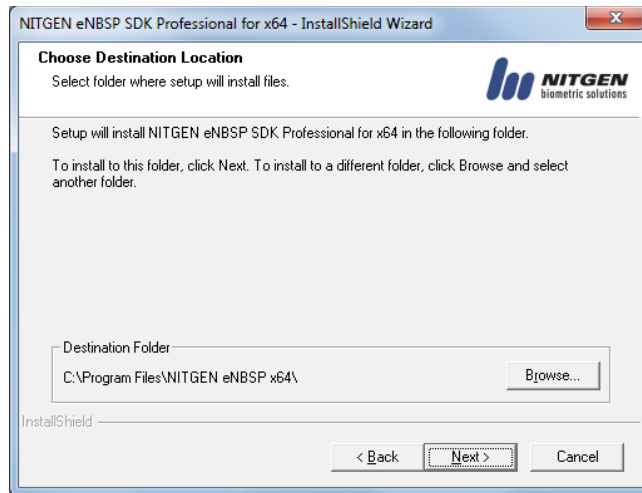 NITGEN eNBSP SDK Professional for x64 - InstallShield Wizard
Choose Destination Location
Select folder where setup will install files.
NITGEN
biometric solutions
Setup will install NITGEN eNBSP SDK Professional for x64 in the following folder.
To install to this folder, click Next. To install to a different folder, click Browse and select
another folder.
Destination Folder
C:\Program Files\NITGEN eNBSP x64\
Browse...
InstallShield
< Back
Next >
Cancel